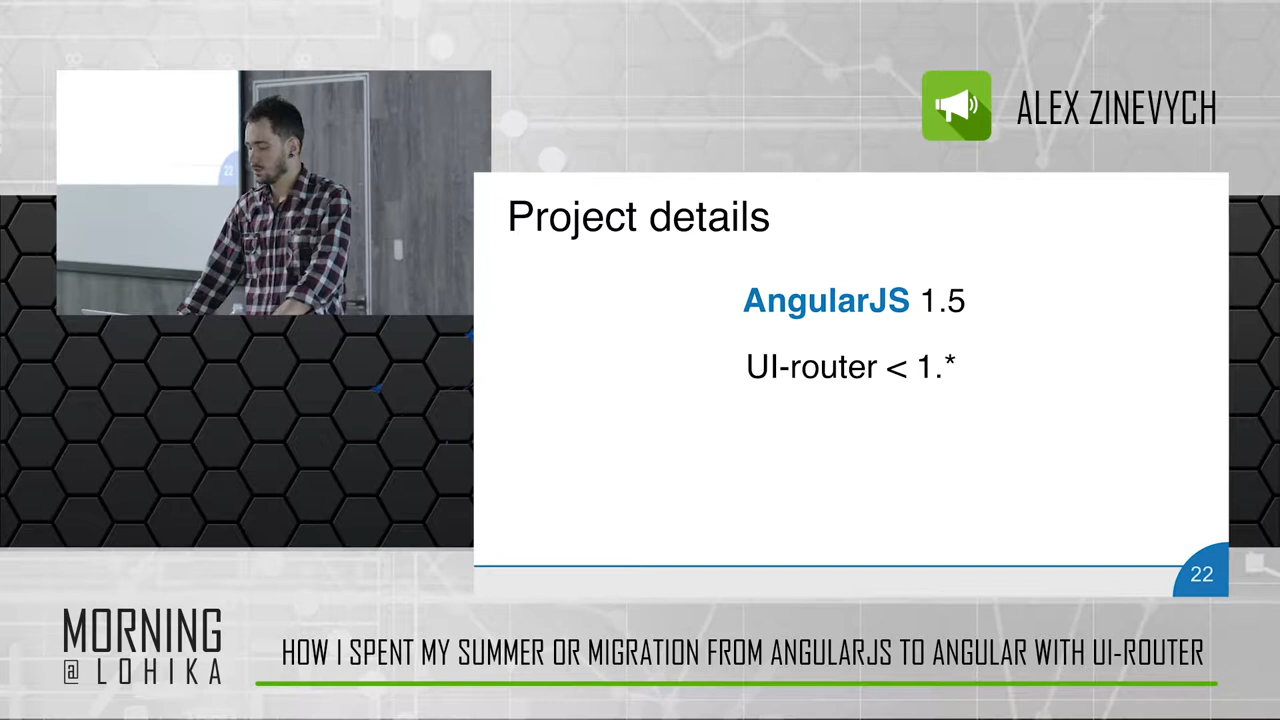 ALEX ZINEVYCH
22
Project details
AngularJS 1.5
UI-router < 1.*
22
MORNING
@ LOHIKA
HOW I SPENT MY SUMMER OR MIGRATION FROM ANGULARJS TO ANGULAR WITH UI-ROUTER